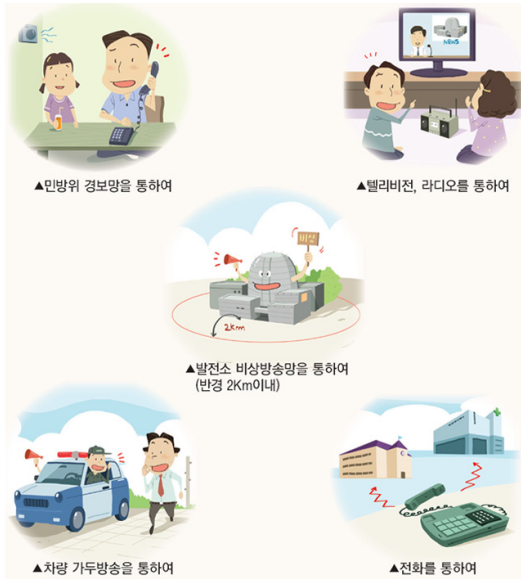 NEWS
▲민방위 경보망을 통하여
▲텔리비전, 라디오를 통하여
비상
2Km
▲발전소 비상방송망을 통하여
(반경 2Km이내)
▲차량 가두방송을 통하여
▲전화를 통하여